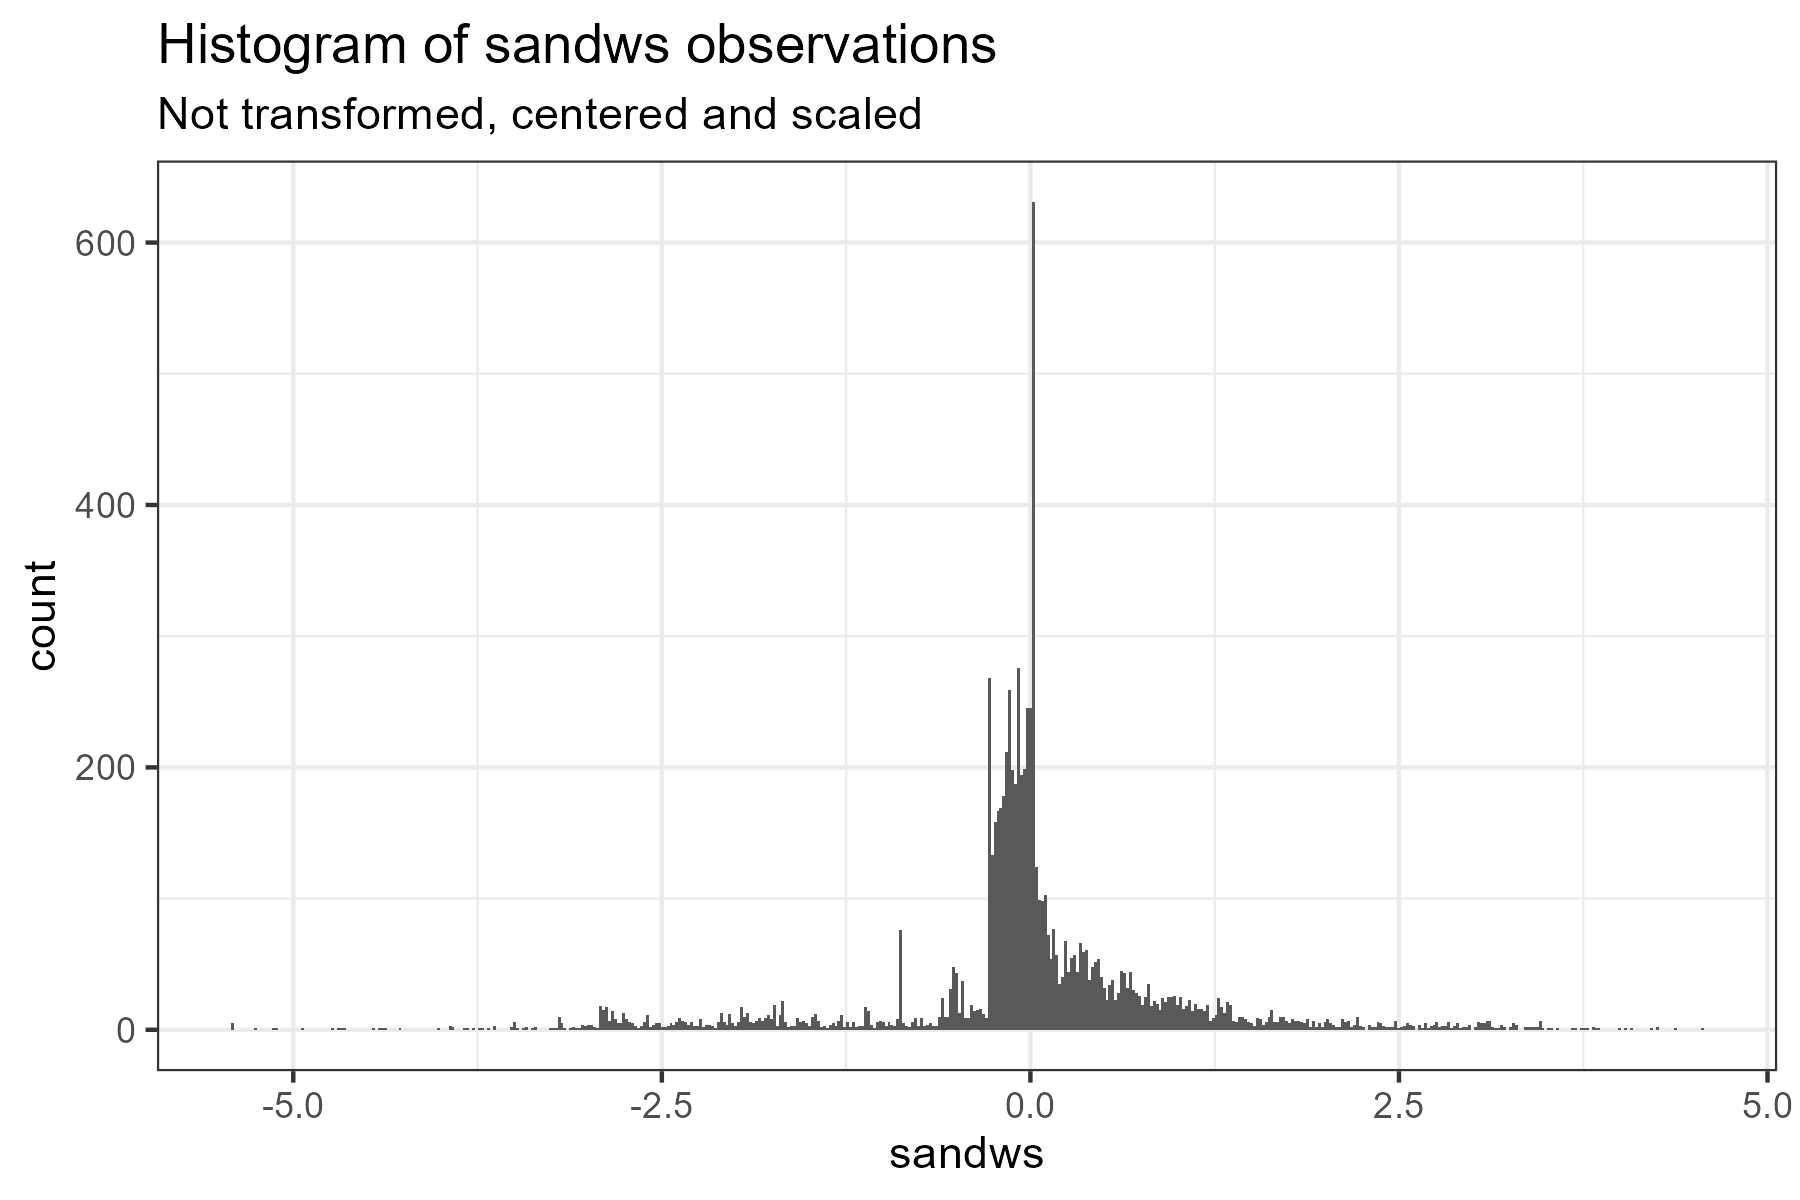 Histogram of sandws observations
Not transformed, centered and scaled
600
400
200
0
count
-5.0
-2.5
0.0
2.5
5.0
sandws